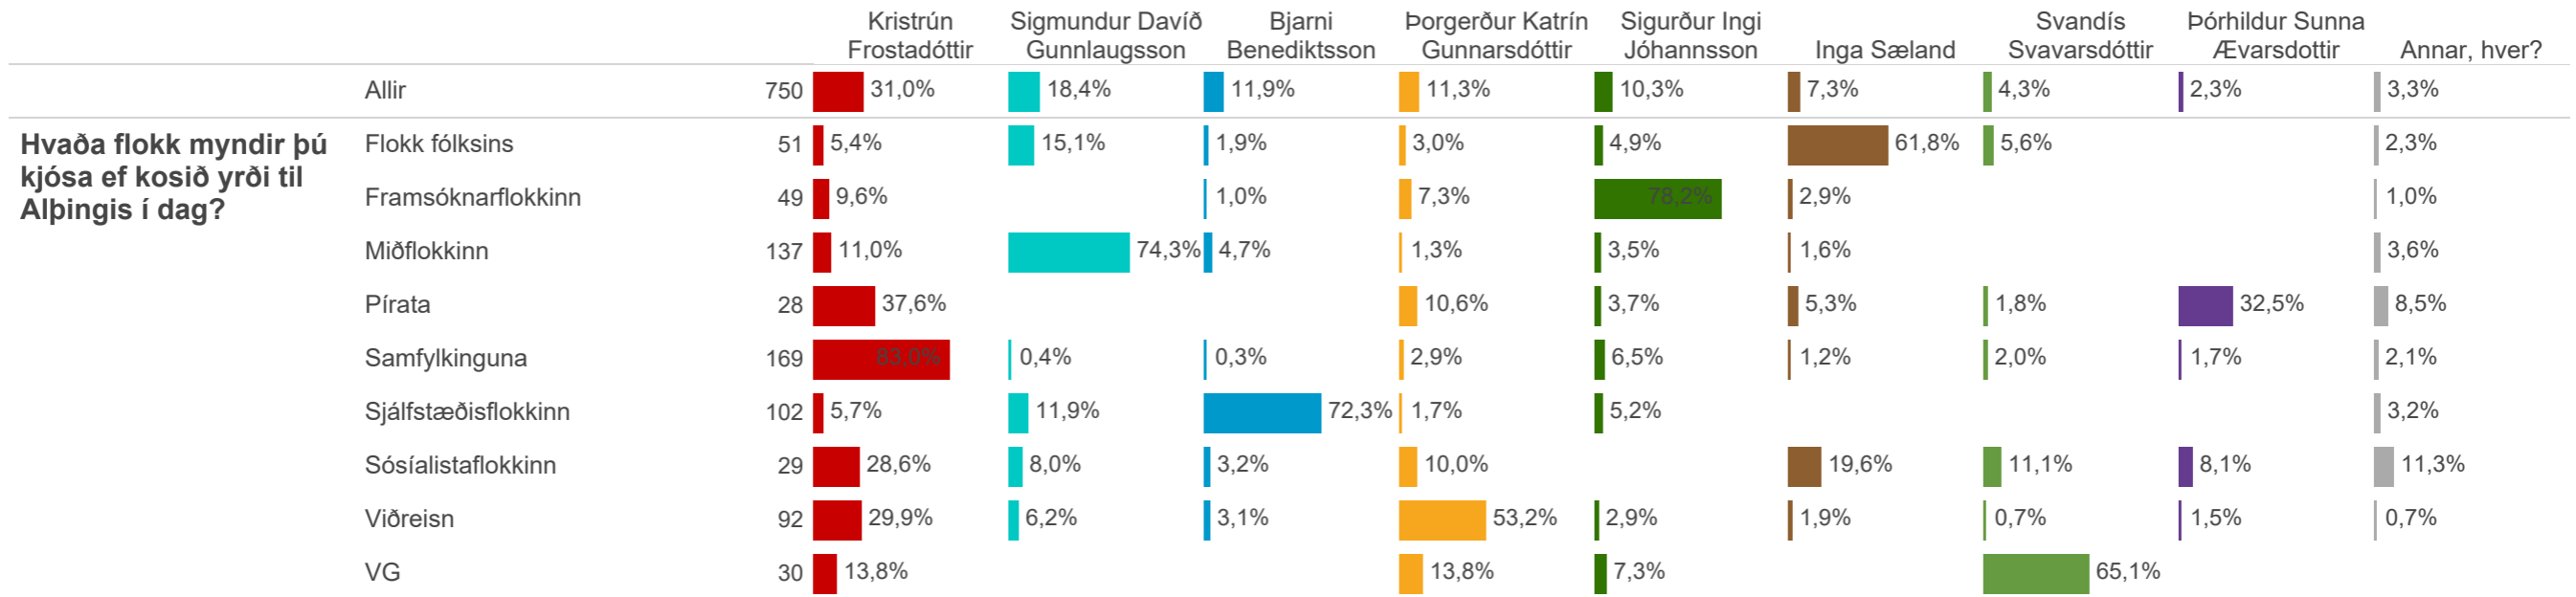 Kristrún Frostadóttir Sigmundur Davíð Gunnlaugsson Bjarni Benediktsson Þorgerður Katrín Gunnarsdóttir Sigurður Ingi Jóhannsson Inga Sæland Svandís Svavarsdóttir Þórhildur Sunna Ævarsdottir Annar, hver?
Allir 750 31,0% 18,4% 11,9% 11,3% 10,3% 7,3% 4,3% 2,3% 3,3%
Hvaða flokk myndir þú
kjósa ef kosið yrði til
Alþingis í dag?
Flokk fólksins 51 5,4% 15,1% 1,9% 3,0% 4,9% 61,8% 5,6% 2,3%
Framsóknarflokkinn 49 9,6% 1,0% 7,3% 78,2% 2,9% 1,0%
Miðflokkinn 137 11,0% 74,3% 4,7% 1,3% 3,5% 1,6% 3,6%
Pírata 28 37,6% 10,6% 3,7% 5,3% 1,8% 32,5% 8,5%
Samfylkinguna 169 83,0% 0,4% 0,3% 2,9% 6,5% 1,2% 2,0% 1,7% 2,1%
Sjálfstæðisflokkinn 102 5,7% 11,9% 72,3% 1,7% 5,2% 3,2%
Sósíalistaflokkinn 29 28,6% 8,0% 3,2% 10,0% 19,6% 11,1% 8,1% 11,3%
Viðreisn 92 29,9% 6,2% 3,1% 53,2% 2,9% 1,9% 0,7% 1,5% 0,7%
VG 30 13,8% 13,8% 7,3% 65,1%